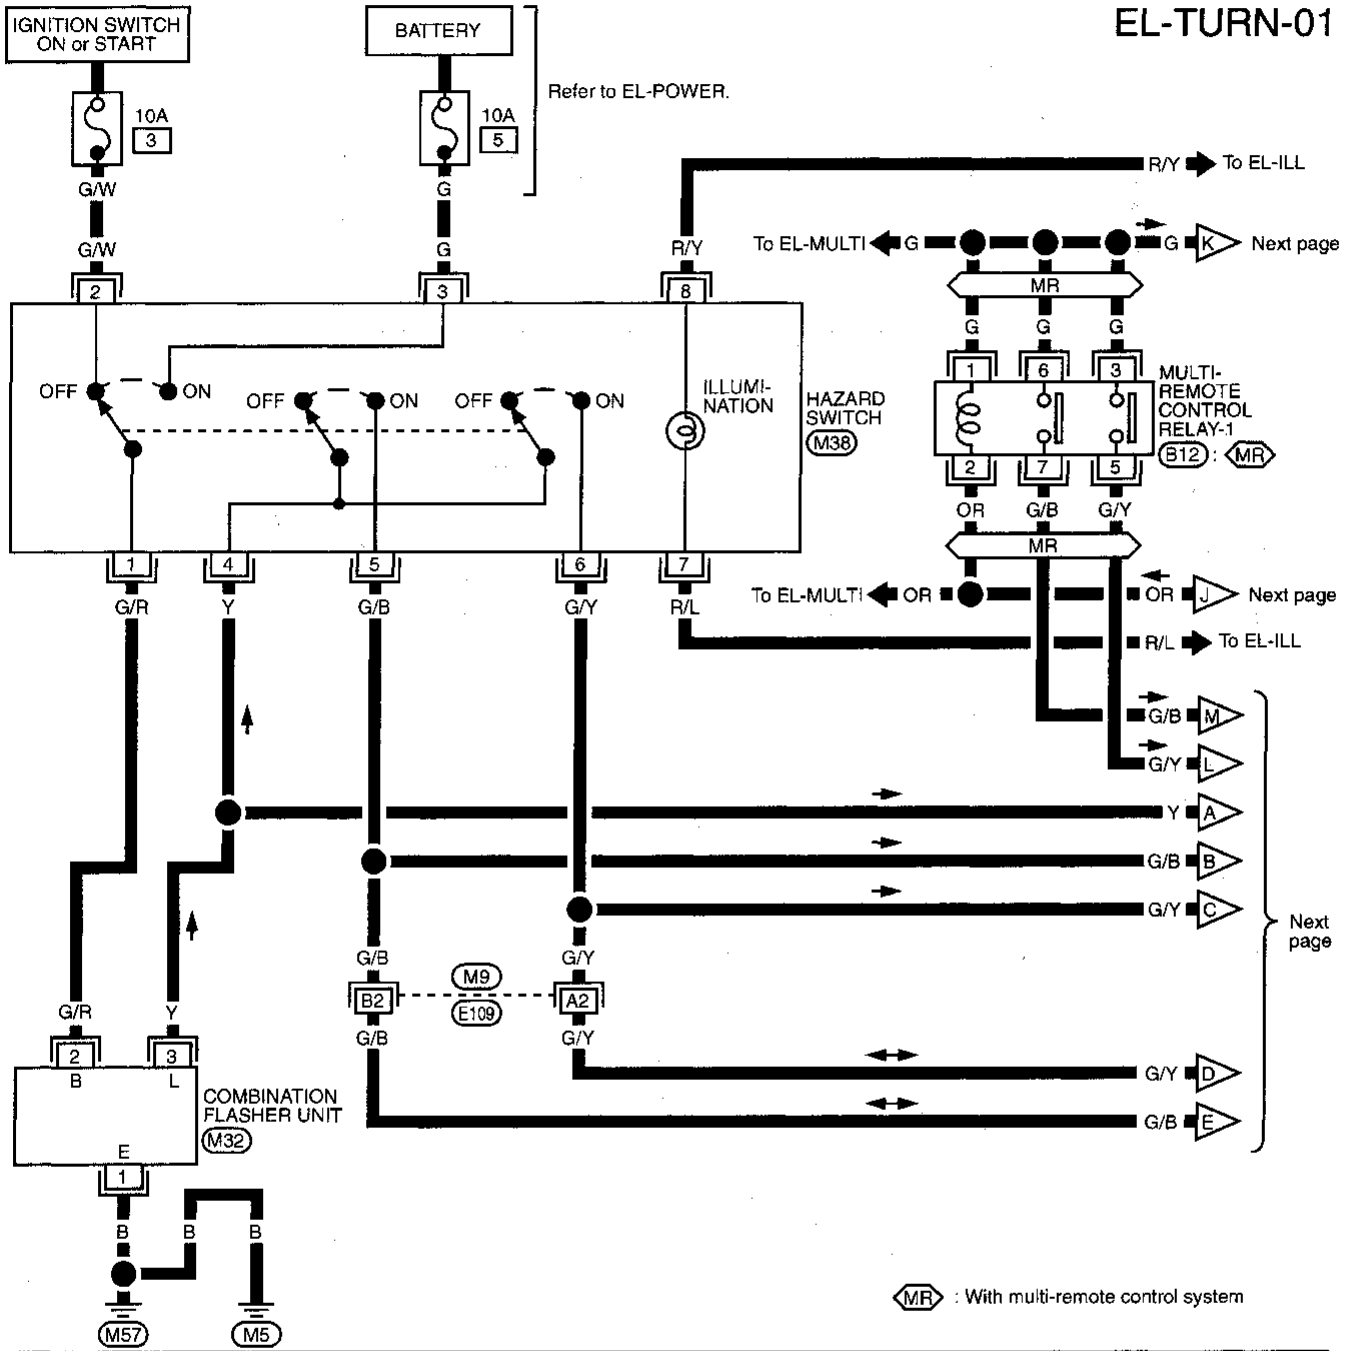 EL-TURN-01
IGNITION SWITCH
ON or START
BATTERY
Refer to EL-POWER.
10A
3
10A
5
G/W
G
R/Y
To EL-ILL
G/W
G
R/Y
To EL-MULTI
G
G
K
Next page
2
3
8
MR
G
G
G
1
6
3
OFF
ON
OFF
ON
OFF
ON
ILLUMI-
NATION
HAZARD
SWITCH
M38
MULTI-
REMOTE
CONTROL
RELAY-1
B12 : MR
2
7
5
OR
G/B
G/Y
MR
1
4
5
6
7
G/R
Y
G/B
G/Y
R/L
To EL-MULTI
OR
OR
J
Next page
R/L
To EL-ILL
G/B
M
G/Y
L
Y
A
G/B
B
G/Y
C
Next
page
G/B
G/Y
B2
M9
E109
A2
G/B
G/Y
G/R
Y
2
3
B
L
G/Y
D
COMBINATION
FLASHER UNIT
M32
G/B
E
E
1
B
B
B
M57
M5
MR : With multi-remote control system